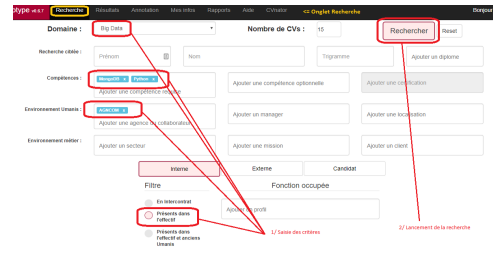 otype v4.6.7 Recherche Résultats Annotation Mes infos Rapports Aide CVnator <= Onglet Recherche Bonjour
Domaine : Big Data Nombre de CVs : 10 Rechercher Reset
Recherche ciblée : Prénom Nom Trigramme Ajouter un diplome
Compétences : MongoDB x Python x
Ajouter une compétence requise Ajouter une compétence optionnelle Ajouter une certification
Environnement Umanis : AGNCE3M x
Ajouter une agence du collaborateur Ajouter un manager Ajouter une localisation
Environnement métier : Ajouter un secteur Ajouter une mission Ajouter un client
Interne Externe Candidat
Filtre Fonction occupée
En Intercontrat
Présents dans l'effectif
Ajouter un profil
Présents dans l'effectif et anciens Umanis
1/ Saisie des critères
2/ Lancement de la recherche